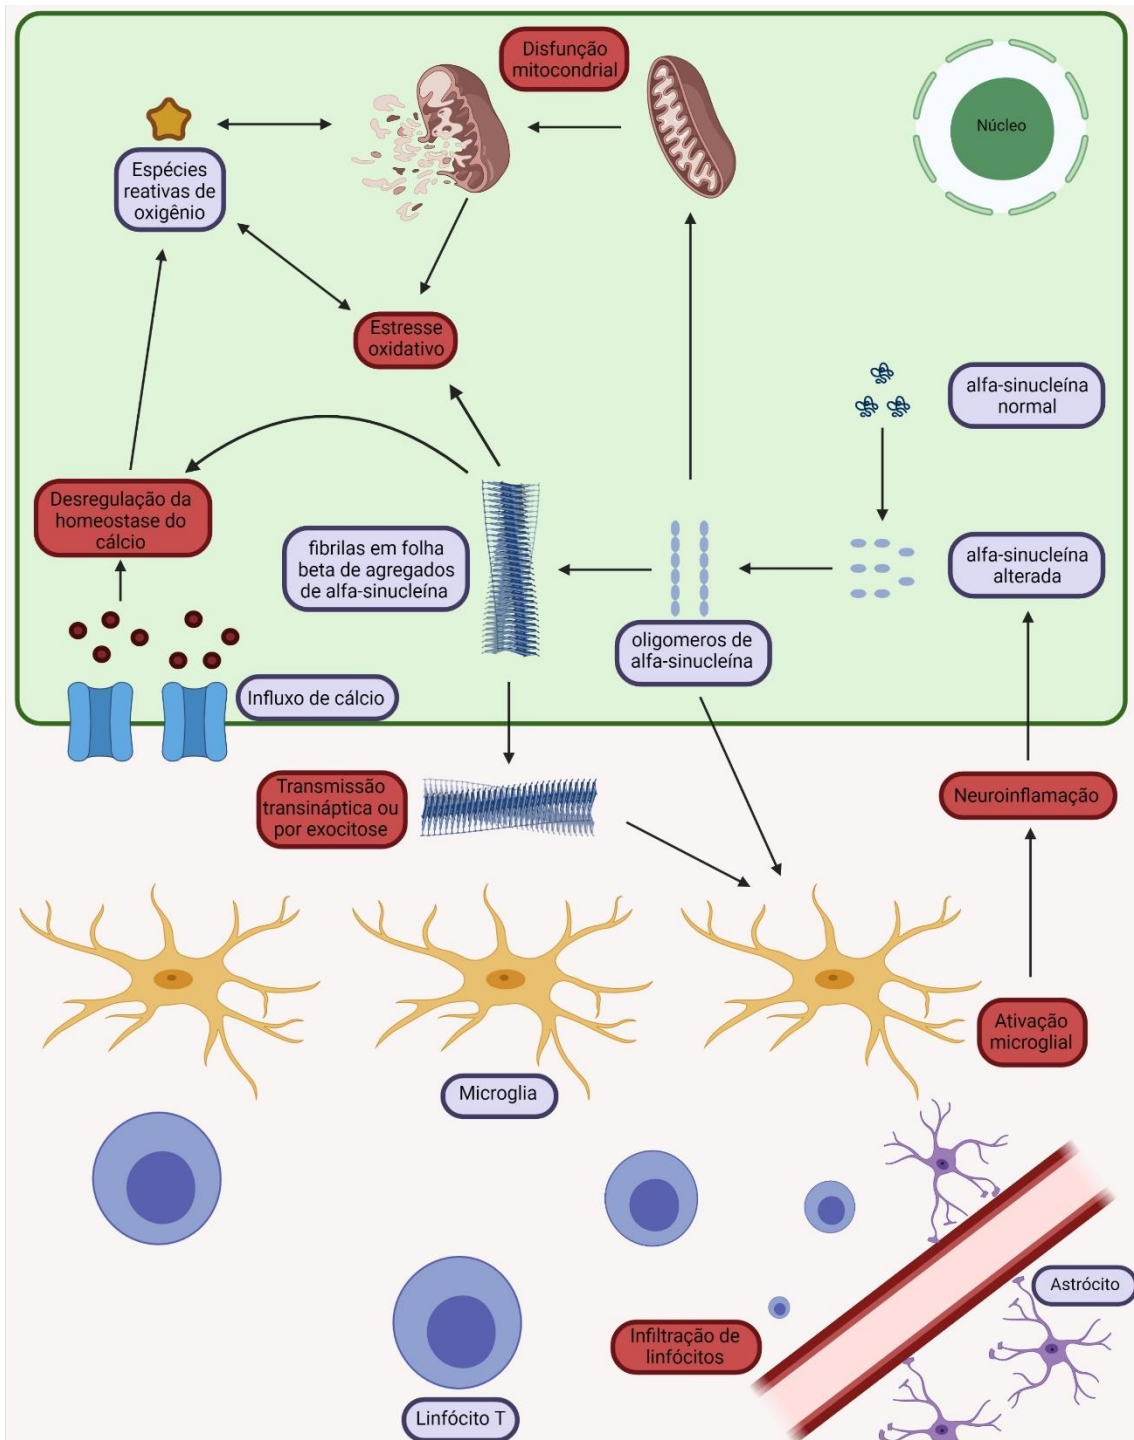 Disfunção
mitocondrial
Núcleo
Espécies
reativas de
oxigênio
Estresse
oxidativo
alfa-sinucleína
normal
Desregulação da
homeostase do
cálcio
fibrilas em folha
beta de agregados
de alfa-sinucleína
alfa-sinucleína
alterada
oligomeros de
alfa-sinucleína
Influxo de cálcio
Transmissão
transináptica ou
por exocitose
Neuroinflamação
Ativação
microglial
Microglia
Astrócito
Infiltração de
linfócitos
Linfócito T